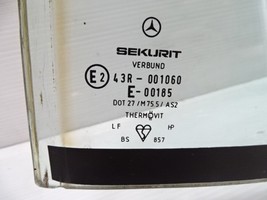 SEKURIT
VERBUND
E2 43R - 001060
E-00185
DOT 27 / M755 / AS2
THERMOVIT
LF HP
BS 857